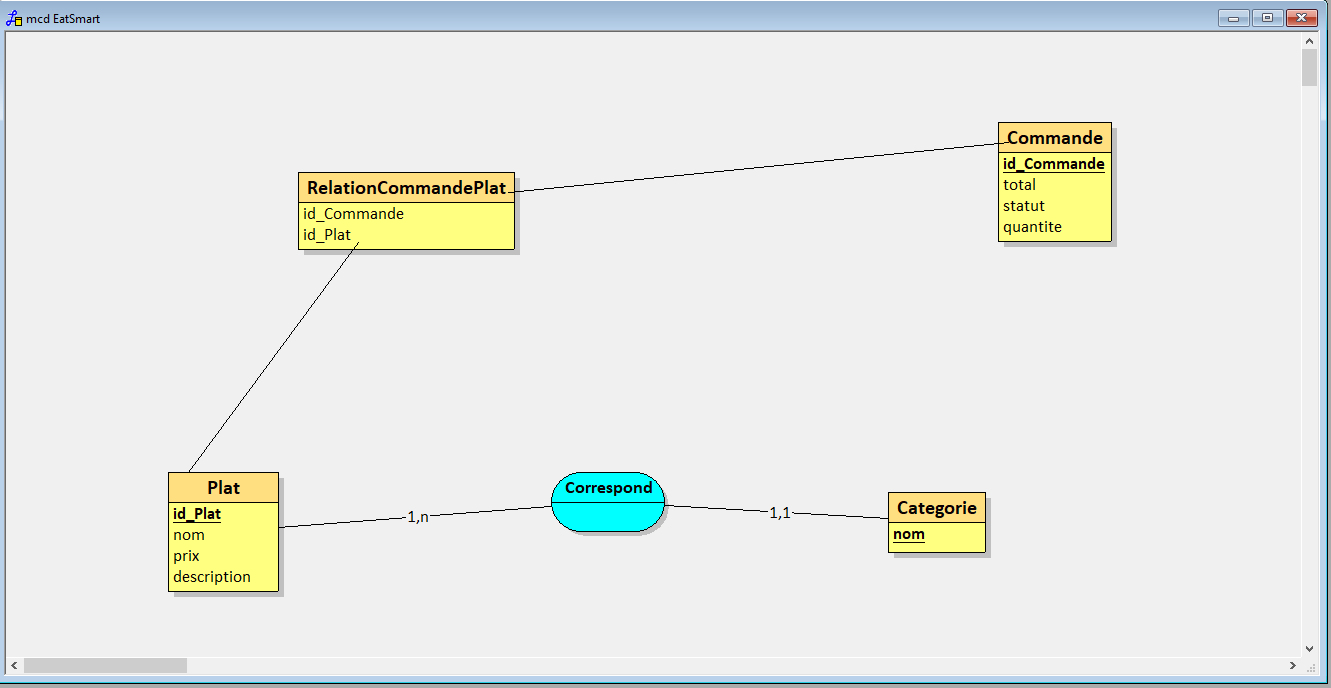 mcd EatSmart
Commande
id_Commande
total
statut
quantite
RelationCommandePlat
id_Commande
id_Plat
Plat
id_Plat
nom
prix
description
1,n
Correspond
1,1
Categorie
nom